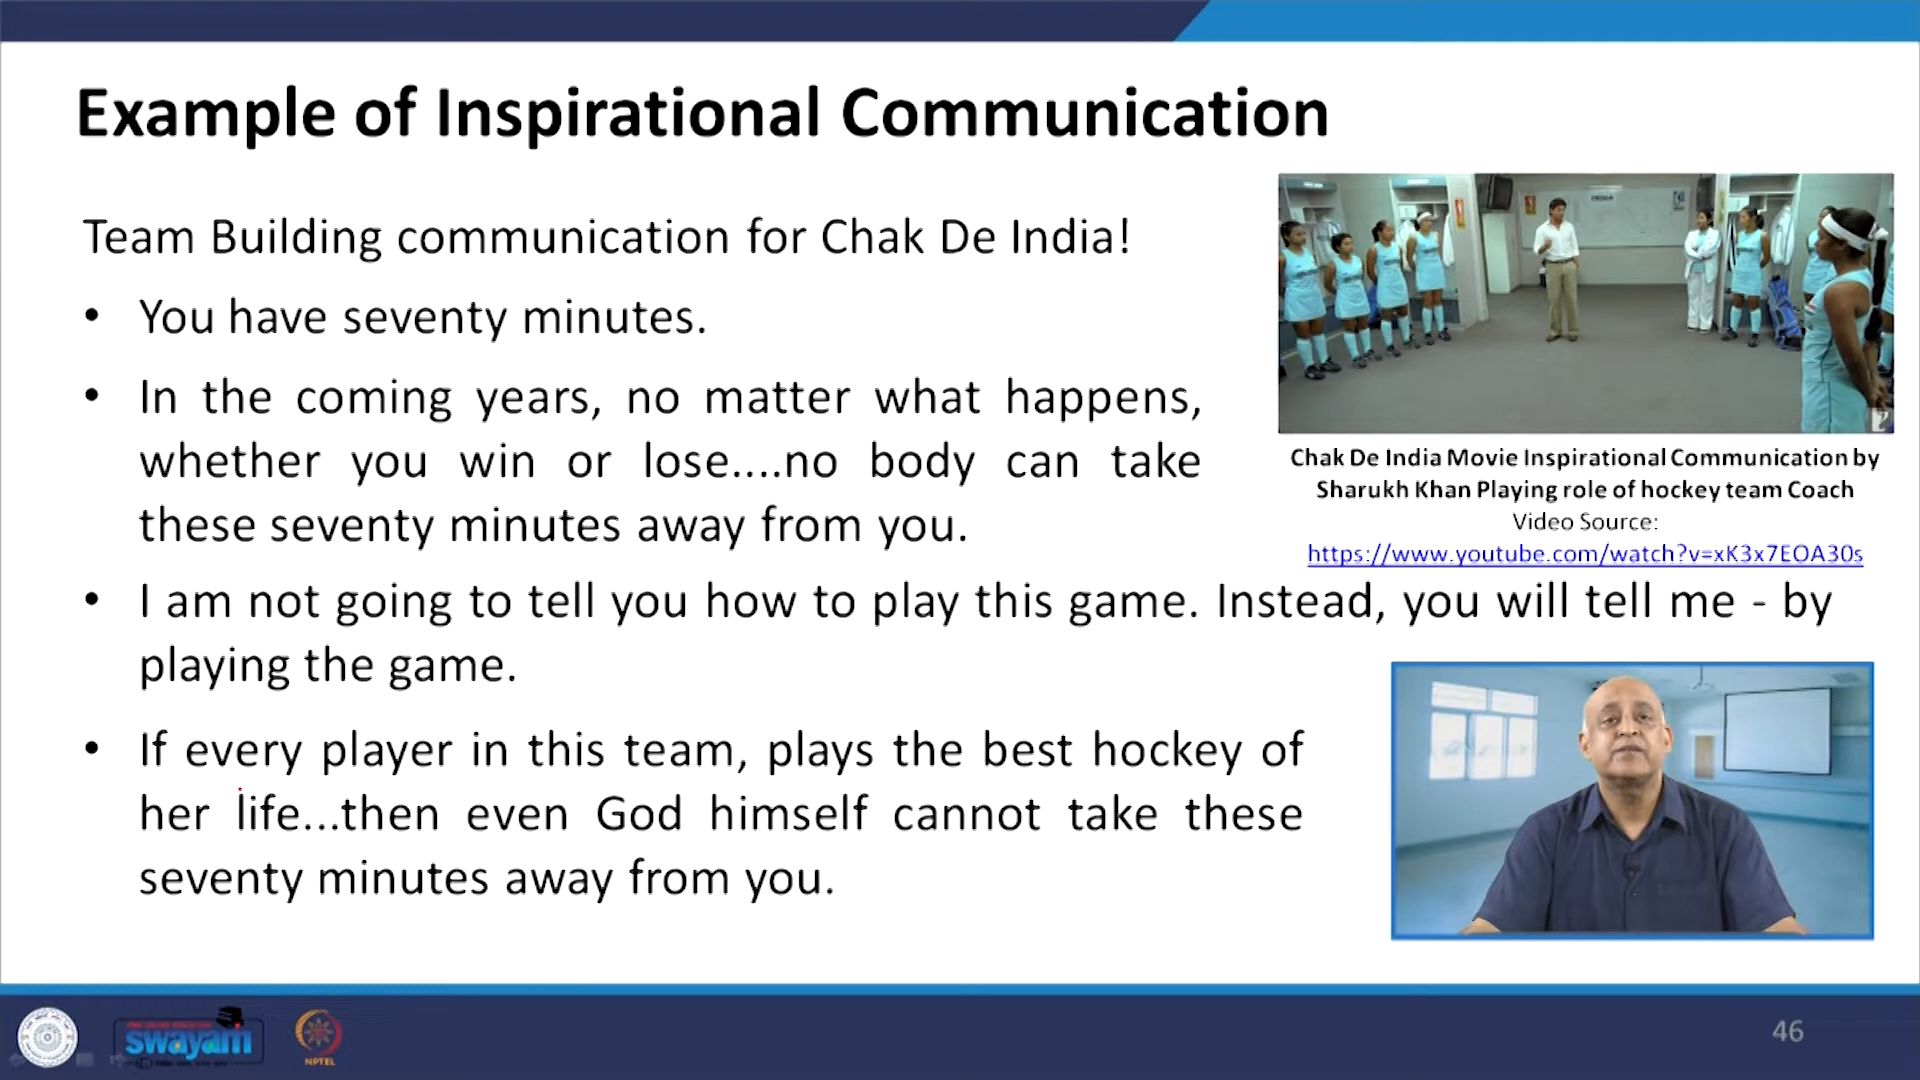 Example of Inspirational Communication
Team Building communication for Chak De India!
• You have seventy minutes.
• In the coming years, no matter what happens,
whether you win or lose....no body can take
these seventy minutes away from you.
• I am not going to tell you how to play this game. Instead, you will tell me - by
playing the game.
• If every player in this team, plays the best hockey of
her life...then even God himself cannot take these
seventy minutes away from you.
INDIA
Chak De India Movie Inspirational Communication by
Sharukh Khan Playing role of hockey team Coach
Video Source:
https://www.youtube.com/watch?v=xK3x7EOA30s
swayam
NPTEL
46